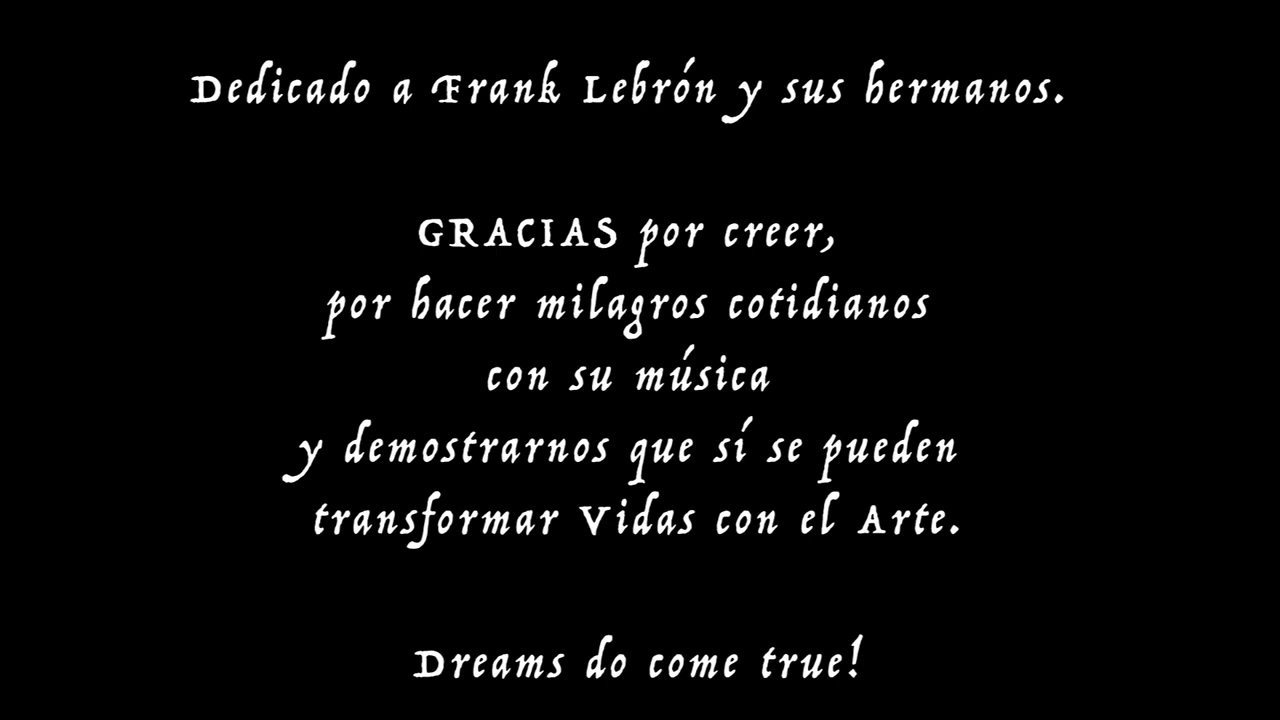 Dedicado a Frank Lebrón y sus hermanos.
GRACIAS por creer,
por hacer milagros cotidianos
con su música
y demostrarnos que sí se pueden
transformar Vidas con el Arte.
Dreams do come true!